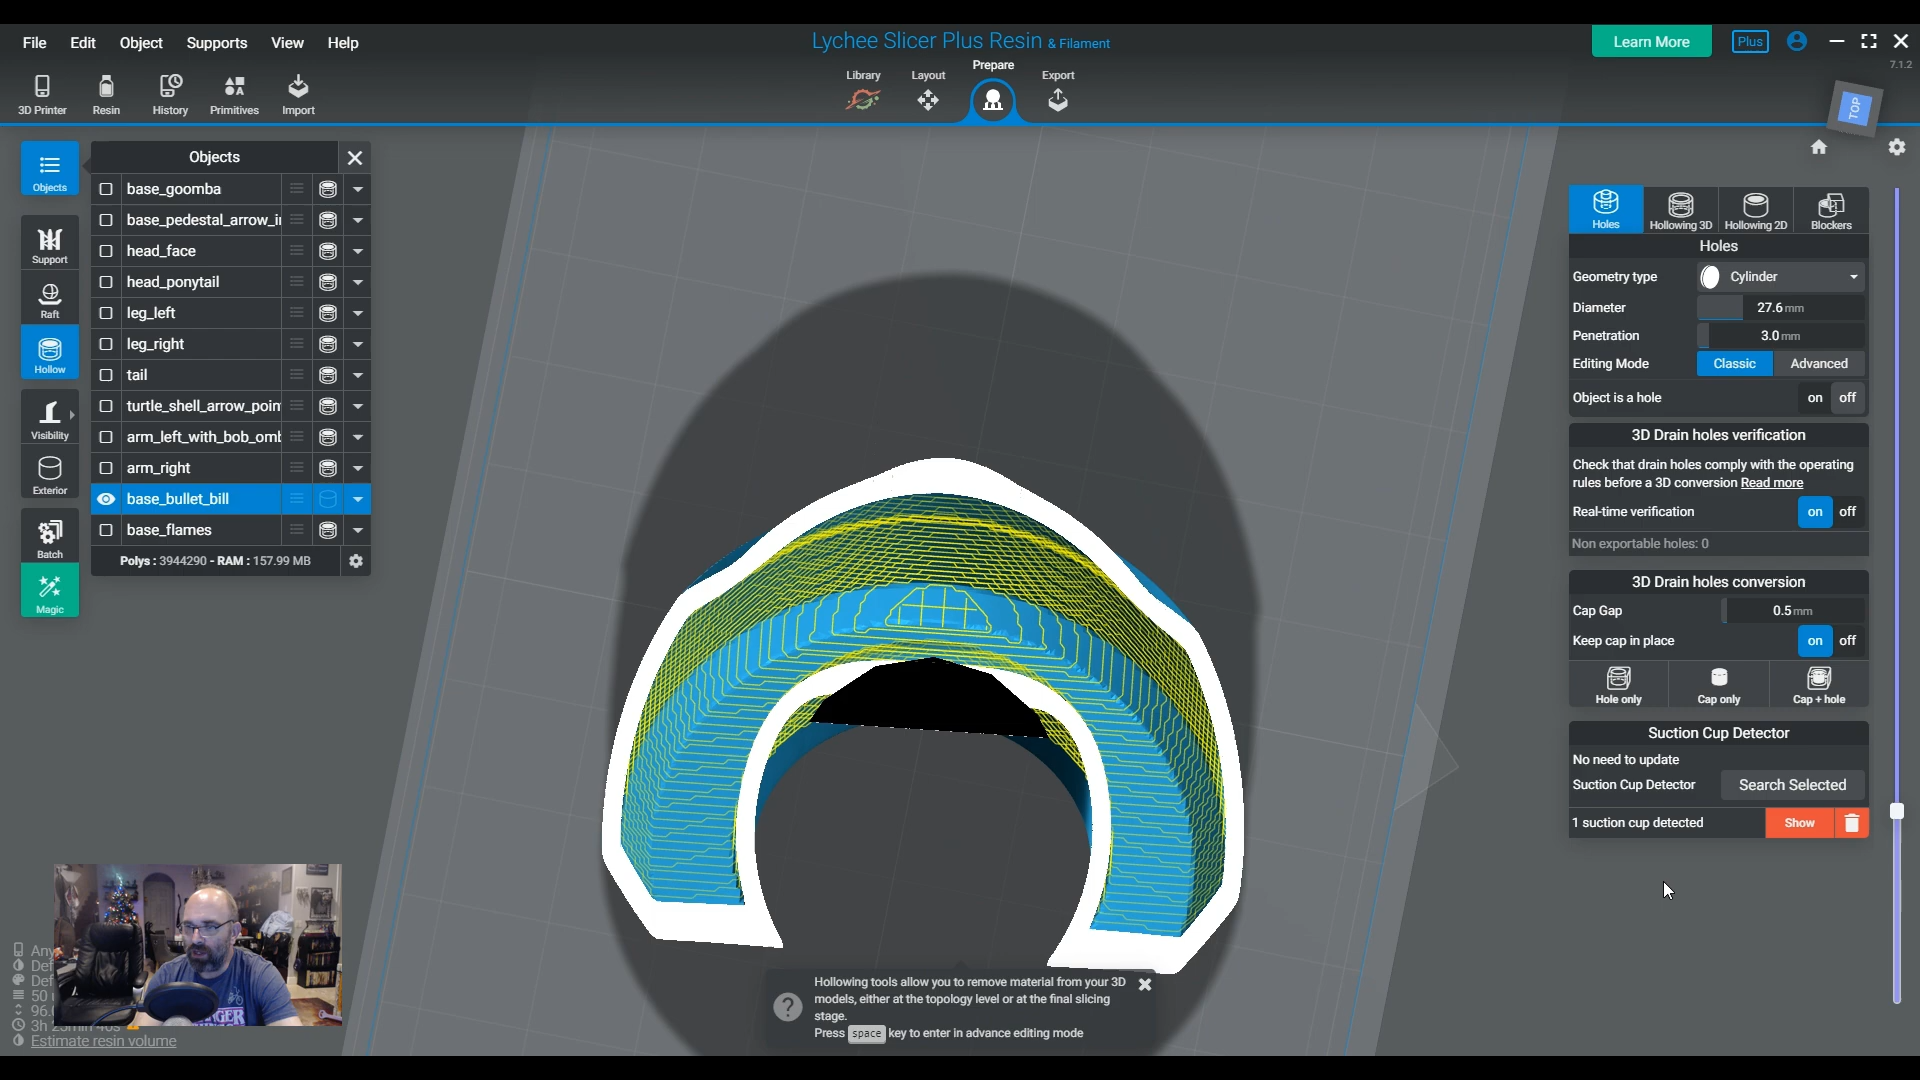 File Edit Object Supports View Help
Lychee Slicer Plus Resin & Filament
Learn More
Plus
7.1.2
3D Printer Resin History Primitives Import
Library Layout Prepare Export
TOP
Objects
Support
Raft
Hollow
Visibility
Exterior
Batch
Magic
Objects
base_goomba
base_pedestal_arrow_i
head_face
head_ponytail
leg_left
leg_right
tail
turtle_shell_arrow_poin
arm_left_with_bob_oml
arm_right
base_bullet_bill
base_flames
Polys : 3944290 - RAM : 157.99 MB
Holes Hollowing 3D Hollowing 2D Blockers
Holes
Geometry type Cylinder
Diameter 27.6 mm
Penetration 3.0 mm
Editing Mode Classic Advanced
Object is a hole on off
3D Drain holes verification
Check that drain holes comply with the operating
rules before a 3D conversion Read more
Real-time verification on off
Non exportable holes: 0
3D Drain holes conversion
Cap Gap 0.5 mm
Keep cap in place on off
Hole only Cap only Cap + hole
Suction Cup Detector
No need to update
Suction Cup Detector Search Selected
1 suction cup detected Show
Hollowing tools allow you to remove material from your 3D
models, either at the topology level or at the final slicing
stage.
Press space key to enter in advance editing mode
Any
Def
Def
50
96.
3h
Estimate resin volume